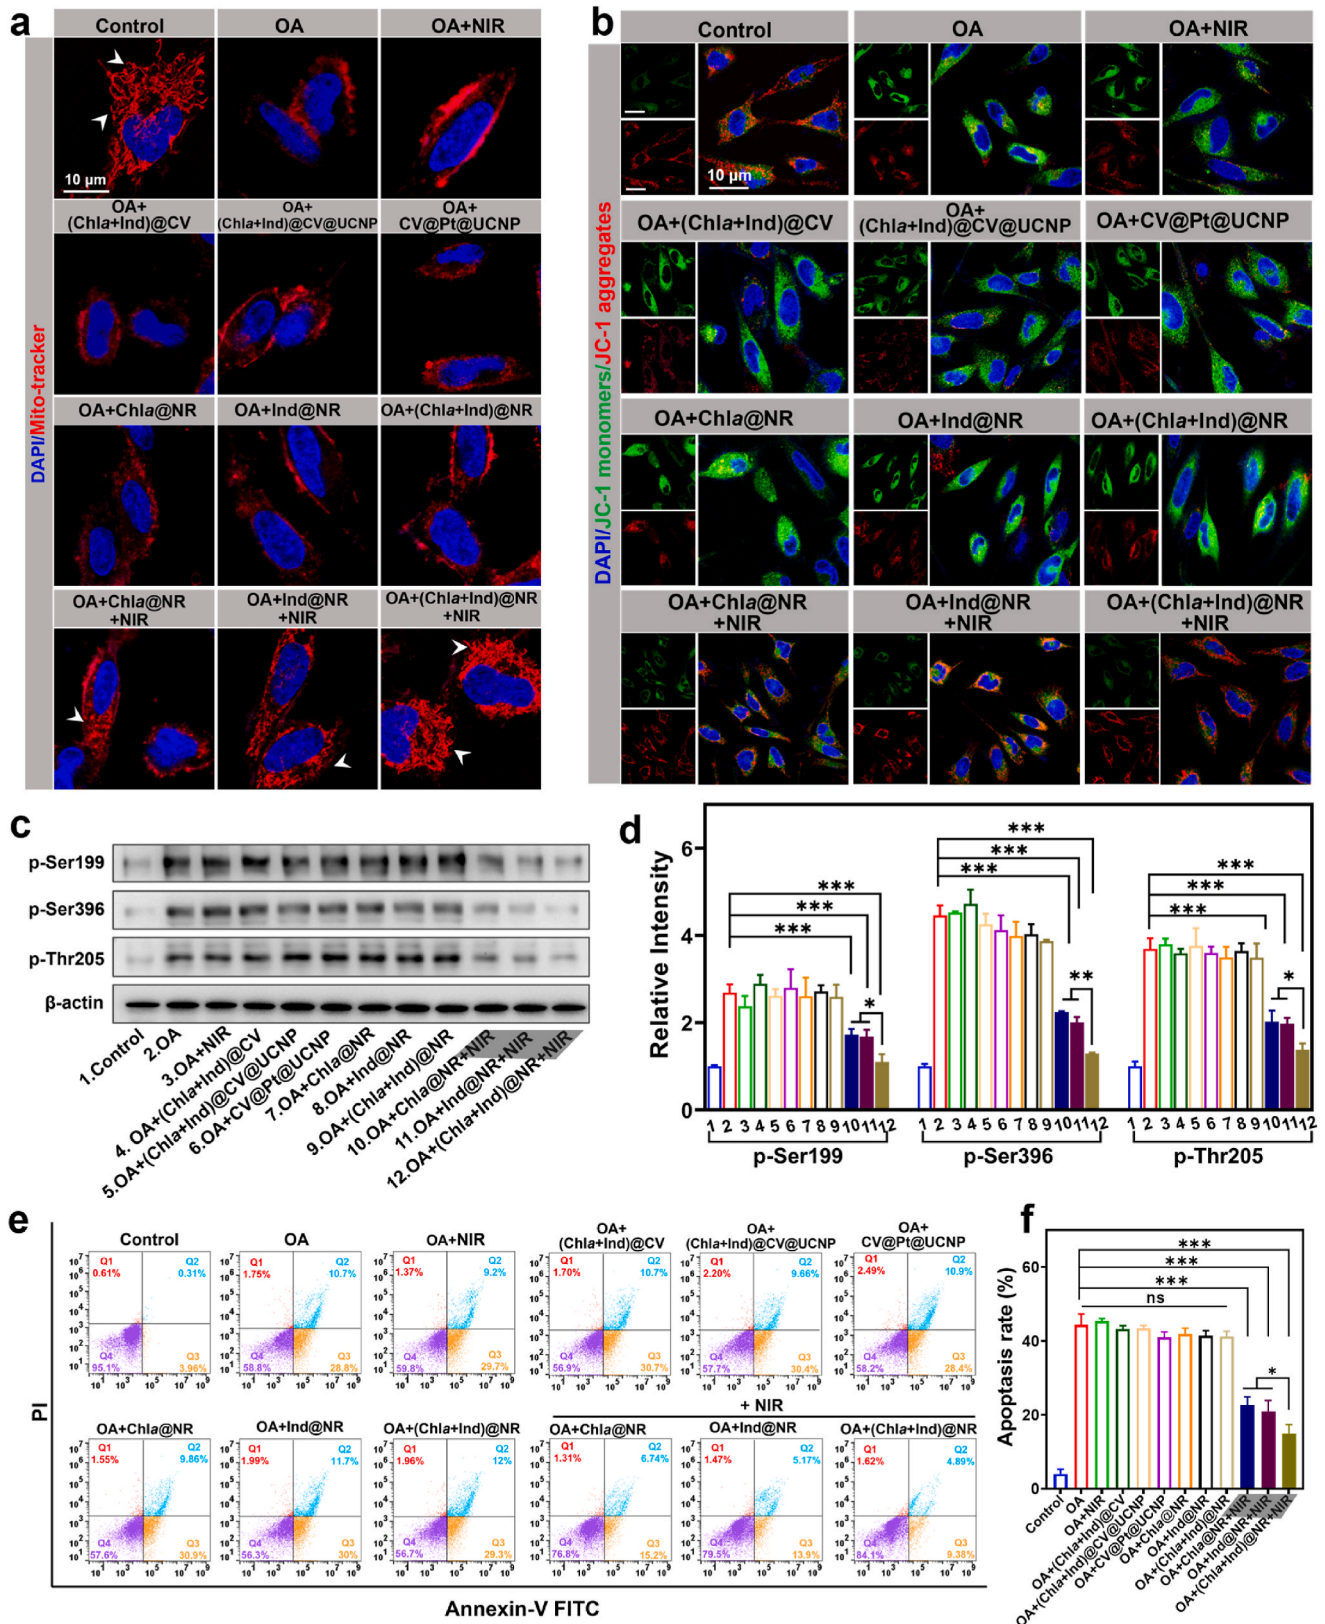 a
Control
OA
OA+NIR
10 μm
OA+
(Chla+Ind)@CV
OA+
(Chla+Ind)@CV@UCNP
OA+
CV@Pt@UCNP
OA+Chla@NR
OA+Ind@NR
OA+(Chla+Ind)@NR
OA+Chla@NR
+NIR
OA+Ind@NR
+NIR
OA+(Chla+Ind)@NR
+NIR
DAPI/Mito-tracker
b
Control
OA
OA+NIR
10 μm
OA+(Chla+Ind)@CV
OA+
(Chla+Ind)@CV@UCNP
OA+CV@Pt@UCNP
OA+Chla@NR
OA+Ind@NR
OA+(Chla+Ind)@NR
OA+Chla@NR
+NIR
OA+Ind@NR
+NIR
OA+(Chla+Ind)@NR
+NIR
DAPI/JC-1 monomers/JC-1 aggregates
c
p-Ser199
p-Ser396
p-Thr205
β-actin
1.Control
2.OA
3.OA+NIR
4. OA+(Chla+Ind)@CV
5.OA+(Chla+Ind)@CV@UCNP
6.OA+CV@Pt@UCNP
7.OA+Chla@NR
8.OA+Ind@NR
9.OA+(Chla+Ind)@NR
10.OA+Chla@NR+NIR
11.OA+Ind@NR+NIR
12.OA+(Chla+Ind)@NR+NIR
d
Relative Intensity
6
4
2
0
***
***
***
*
***
***
***
**
***
***
***
*
1 2 3 4 5 6 7 8 9 10 11 12
1 2 3 4 5 6 7 8 9 10 11 12
1 2 3 4 5 6 7 8 9 10 11 12
p-Ser199
p-Ser396
p-Thr205
e
PI
Control
Q1
0.61%
Q2
0.31%
Q4
95.1%
Q3
3.96%
OA
Q1
1.75%
Q2
10.7%
Q4
58.8%
Q3
28.8%
OA+NIR
Q1
1.37%
Q2
9.2%
Q4
59.8%
Q3
29.7%
OA+
(Chla+Ind)@CV
Q1
1.70%
Q2
10.7%
Q4
56.9%
Q3
30.7%
OA+
(Chla+Ind)@CV@UCNP
Q1
2.20%
Q2
9.66%
Q4
57.7%
Q3
30.4%
OA+
CV@Pt@UCNP
Q1
2.49%
Q2
10.9%
Q4
58.2%
Q3
28.4%
+ NIR
OA+Chla@NR
Q1
1.55%
Q2
9.86%
Q4
57.6%
Q3
30.9%
OA+Ind@NR
Q1
1.99%
Q2
11.7%
Q4
56.3%
Q3
30%
OA+(Chla+Ind)@NR
Q1
1.96%
Q2
12%
Q4
56.7%
Q3
29.3%
OA+Chla@NR
Q1
1.31%
Q2
6.74%
Q4
76.8%
Q3
15.2%
OA+Ind@NR
Q1
1.47%
Q2
5.17%
Q4
79.5%
Q3
13.9%
OA+(Chla+Ind)@NR
Q1
1.62%
Q2
4.89%
Q4
84.1%
Q3
9.38%
Annexin-V FITC
f
Apoptasis rate (%)
60
40
20
0
***
***
***
ns
*
Control
OA
OA+NIR
OA+(Chla+Ind)@CV
OA+(Chla+Ind)@CV@UCNP
OA+CV@Pt@UCNP
OA+Chla@NR
OA+Ind@NR
OA+(Chla+Ind)@NR
OA+Chla@NR+NIR
OA+Ind@NR+NIR
OA+(Chla+Ind)@NR+NIR